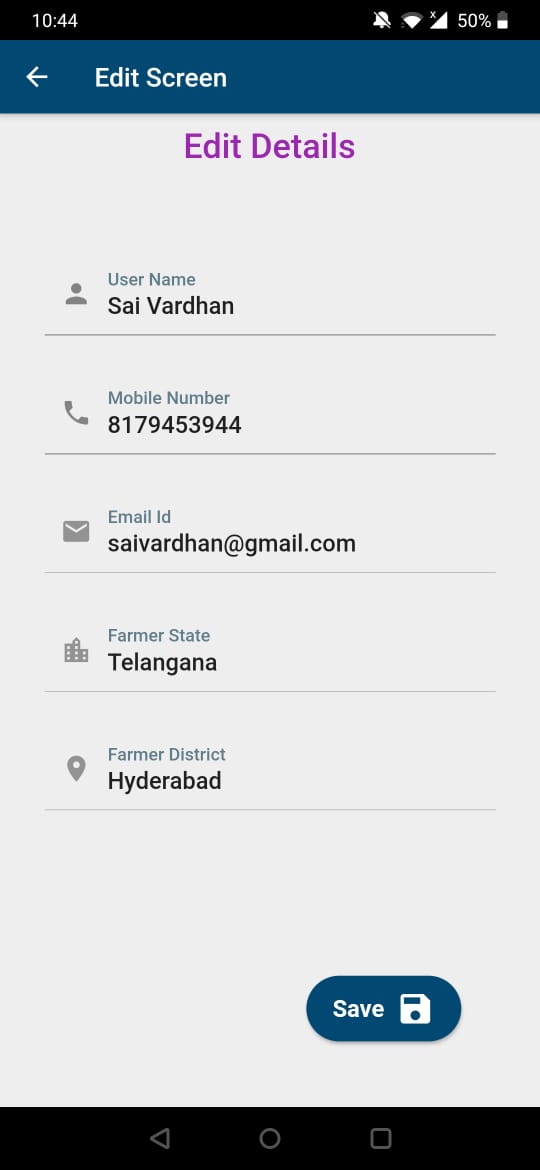 10:44
50%
Edit Screen
Edit Details
User Name
Sai Vardhan
Mobile Number
8179453944
Email Id
saivardhan@gmail.com
Farmer State
Telangana
Farmer District
Hyderabad
Save